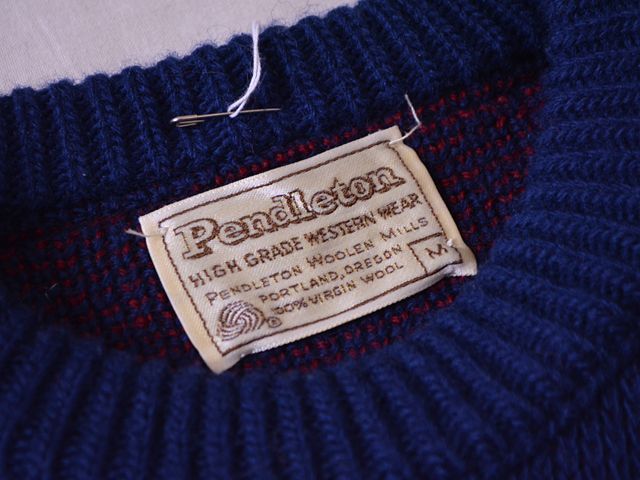 Pendleton
HIGH GRADE WESTERN WEAR
PENDLETON WOOLEN MILLS
PORTLAND, OREGON
100% VIRGIN WOOL
M
®